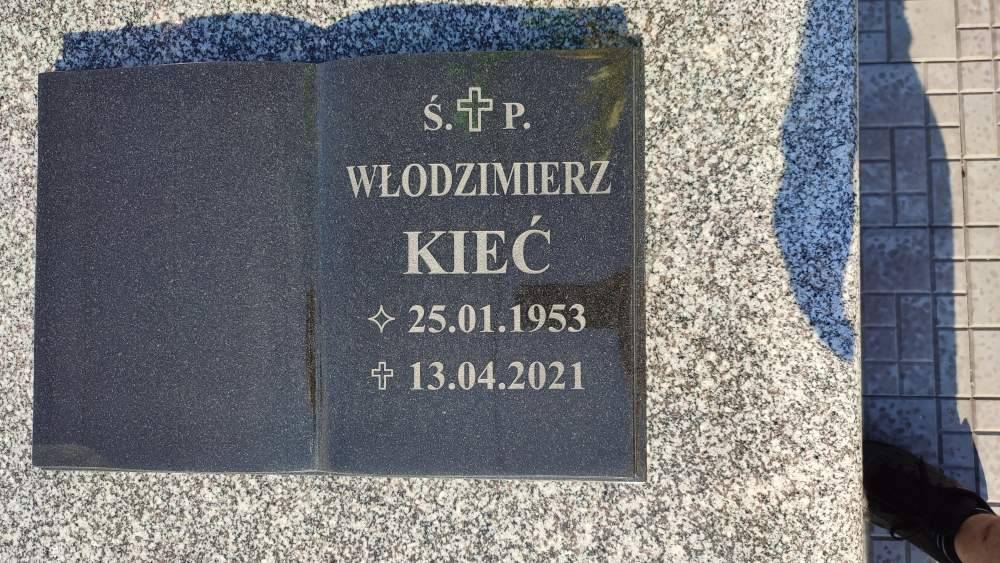 Ś. ✝ P.
WŁODZIMIERZ
KIEĆ
✧ 25.01.1953
✝ 13.04.2021